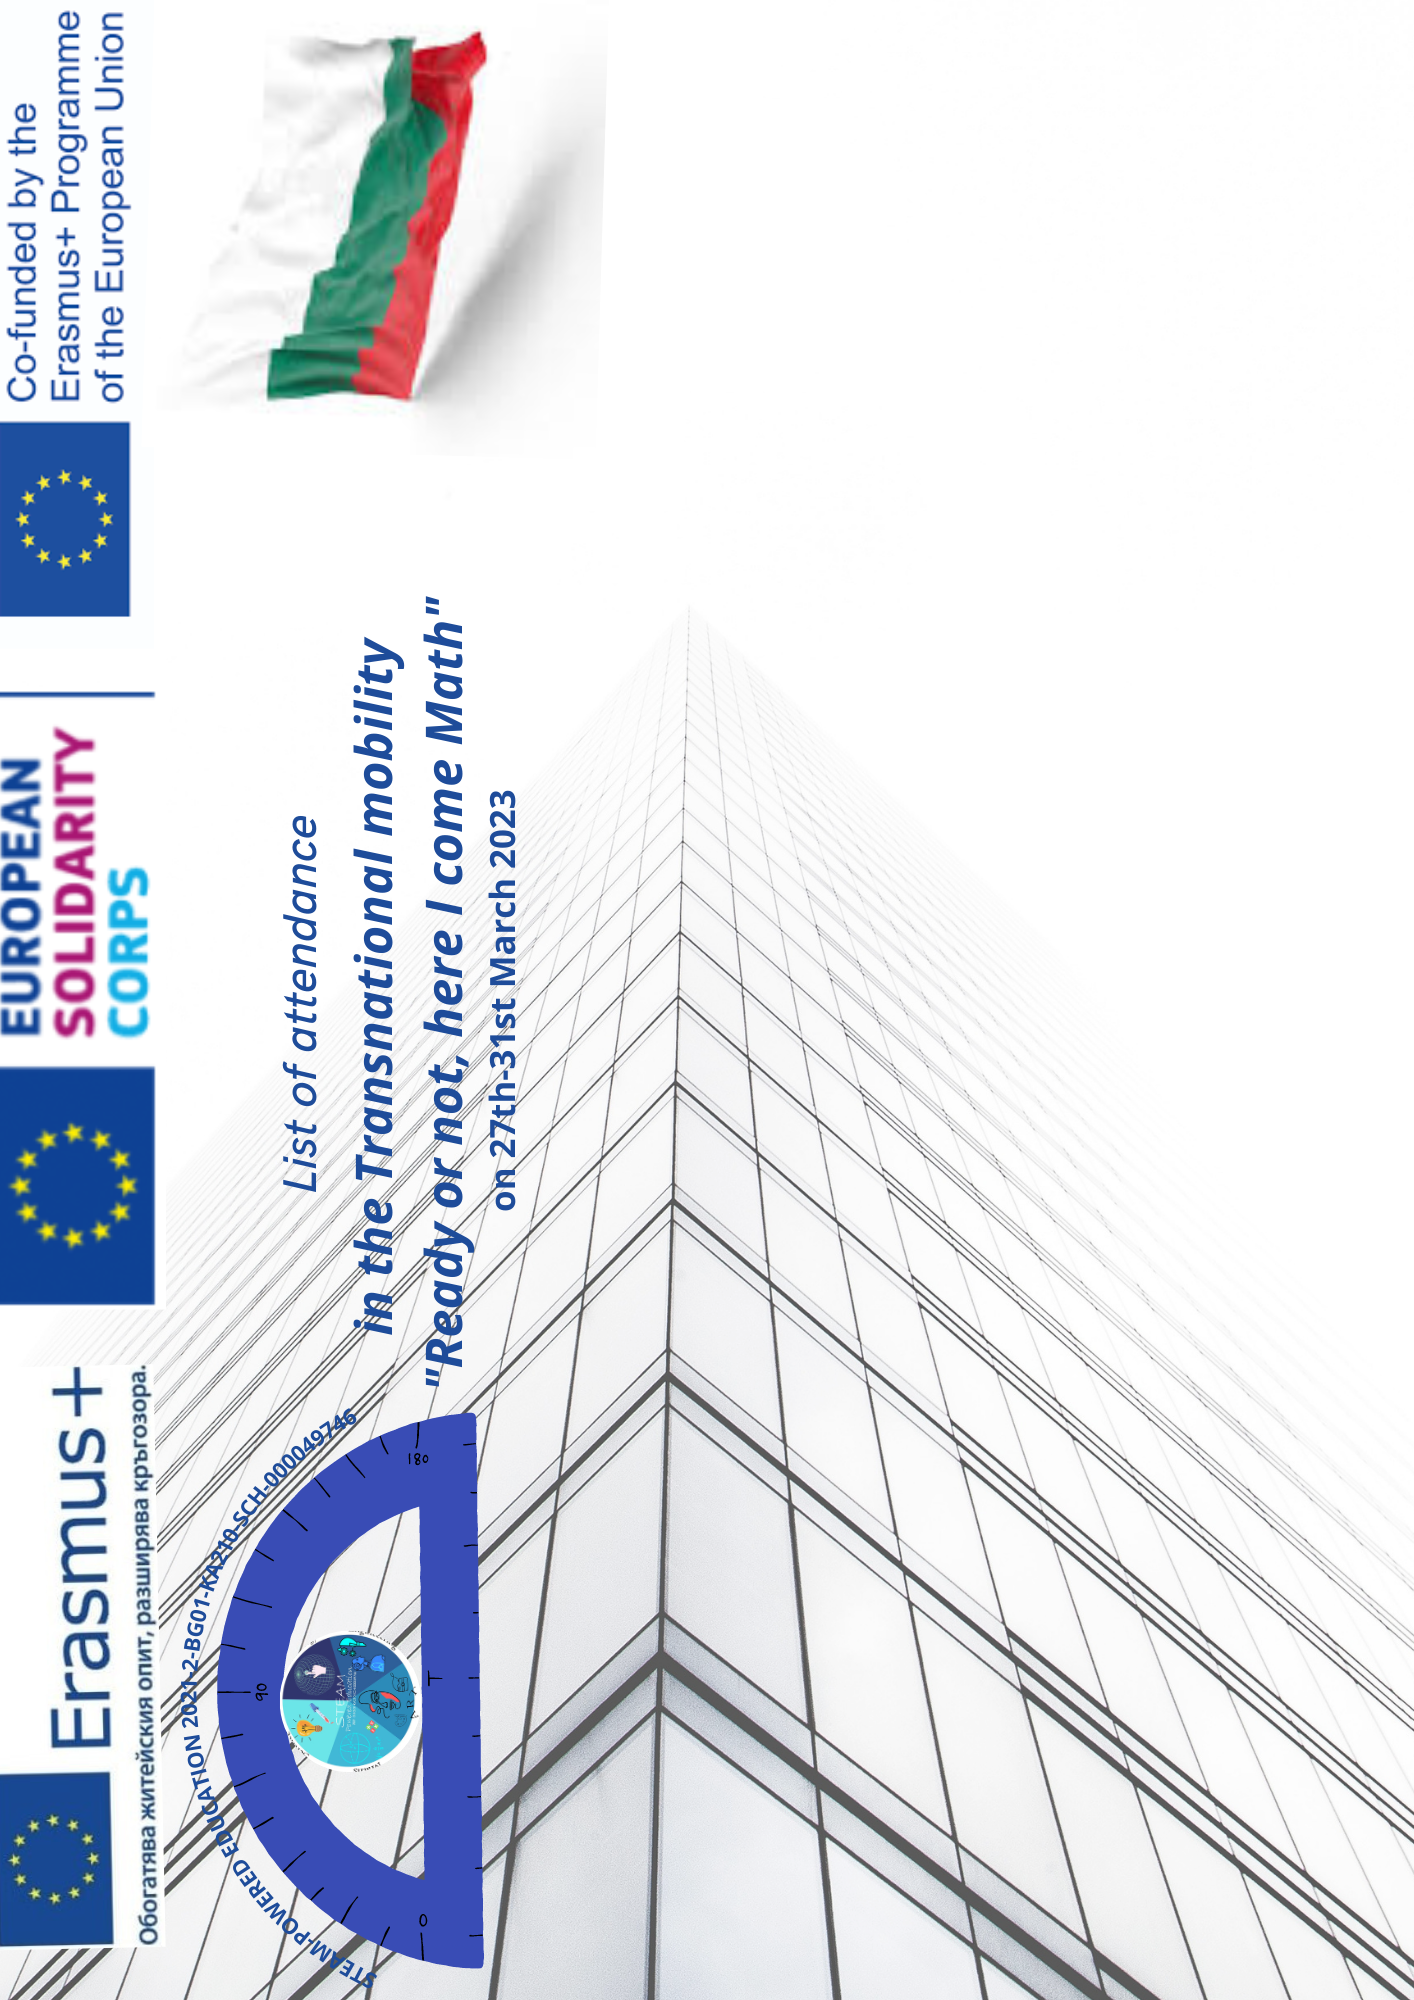 Erasmus+
Обогатява житейския опит, разширява кръгозора.
EUROPEAN
SOLIDARITY
CORPS
Co-funded by the
Erasmus+ Programme
of the European Union
List of attendance
in the Transnational mobility
"Ready or not, here I come Math"
on 27th-31st March 2023
STEAM-POWERED EDUCATION 2021-2-BG01-KA210-SCH-000049746
0
90
180
STEAM